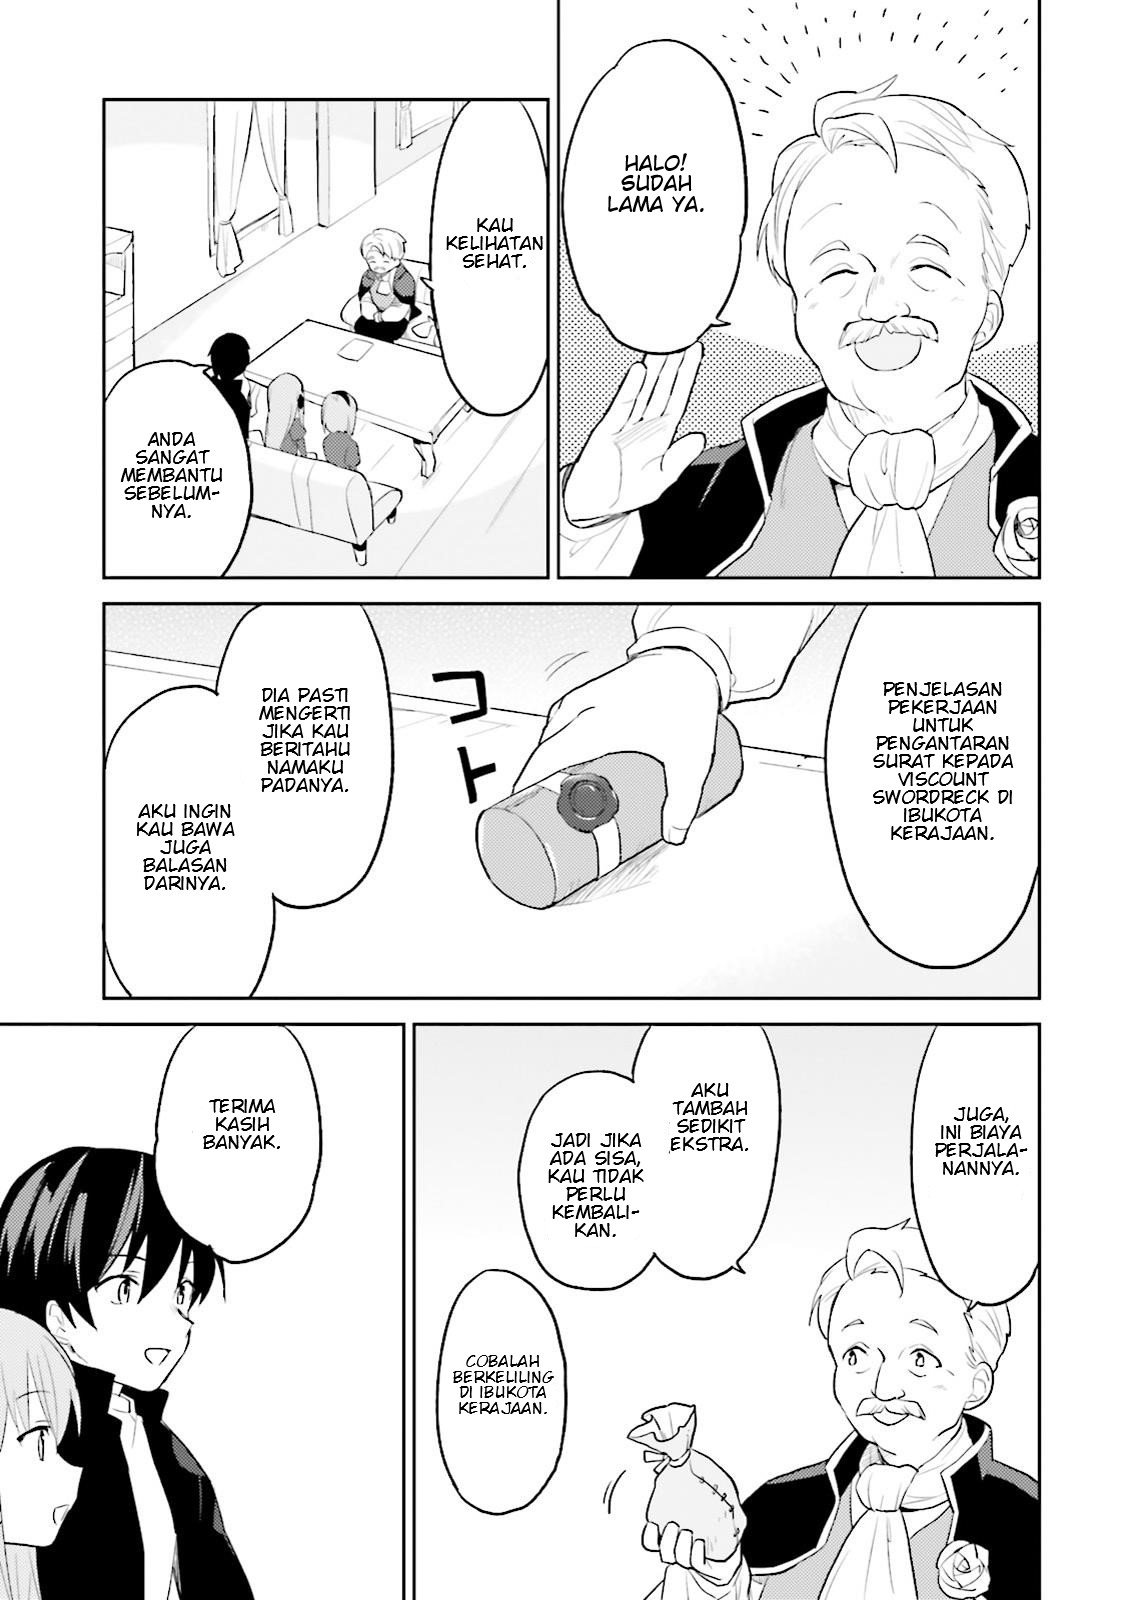 HALO!
SUDAH
LAMA YA.
KAU
KELIHATAN
SEHAT.
ANDA
SANGAT
MEMBANTU
SEBELUM-
NYA.
PENJELASAN
PEKERJAAN
UNTUK
PENGANTARAN
SURAT KEPADA
VISCOUNT
SWORDRECK DI
IBUKOTA
KERAJAAN.
コト
DIA PASTI
MENGERTI
JIKA KAU
BERITAHU
NAMAKU
PADANYA.
AKU INGIN
KAU BAWA
JUGA
BALASAN
DARINYA.
JUGA,
INI BIAYA
PERJALA-
NANNYA.
AKU
TAMBAH
SEDIKIT
EKSTRA.
JADI JIKA
ADA SISA,
KAU TIDAK
PERLU
KEMBALI-
KAN.
COBALAH
BERKELILING
DI IBUKOTA
KERAJAAN.
TERIMA
KASIH
BANYAK.